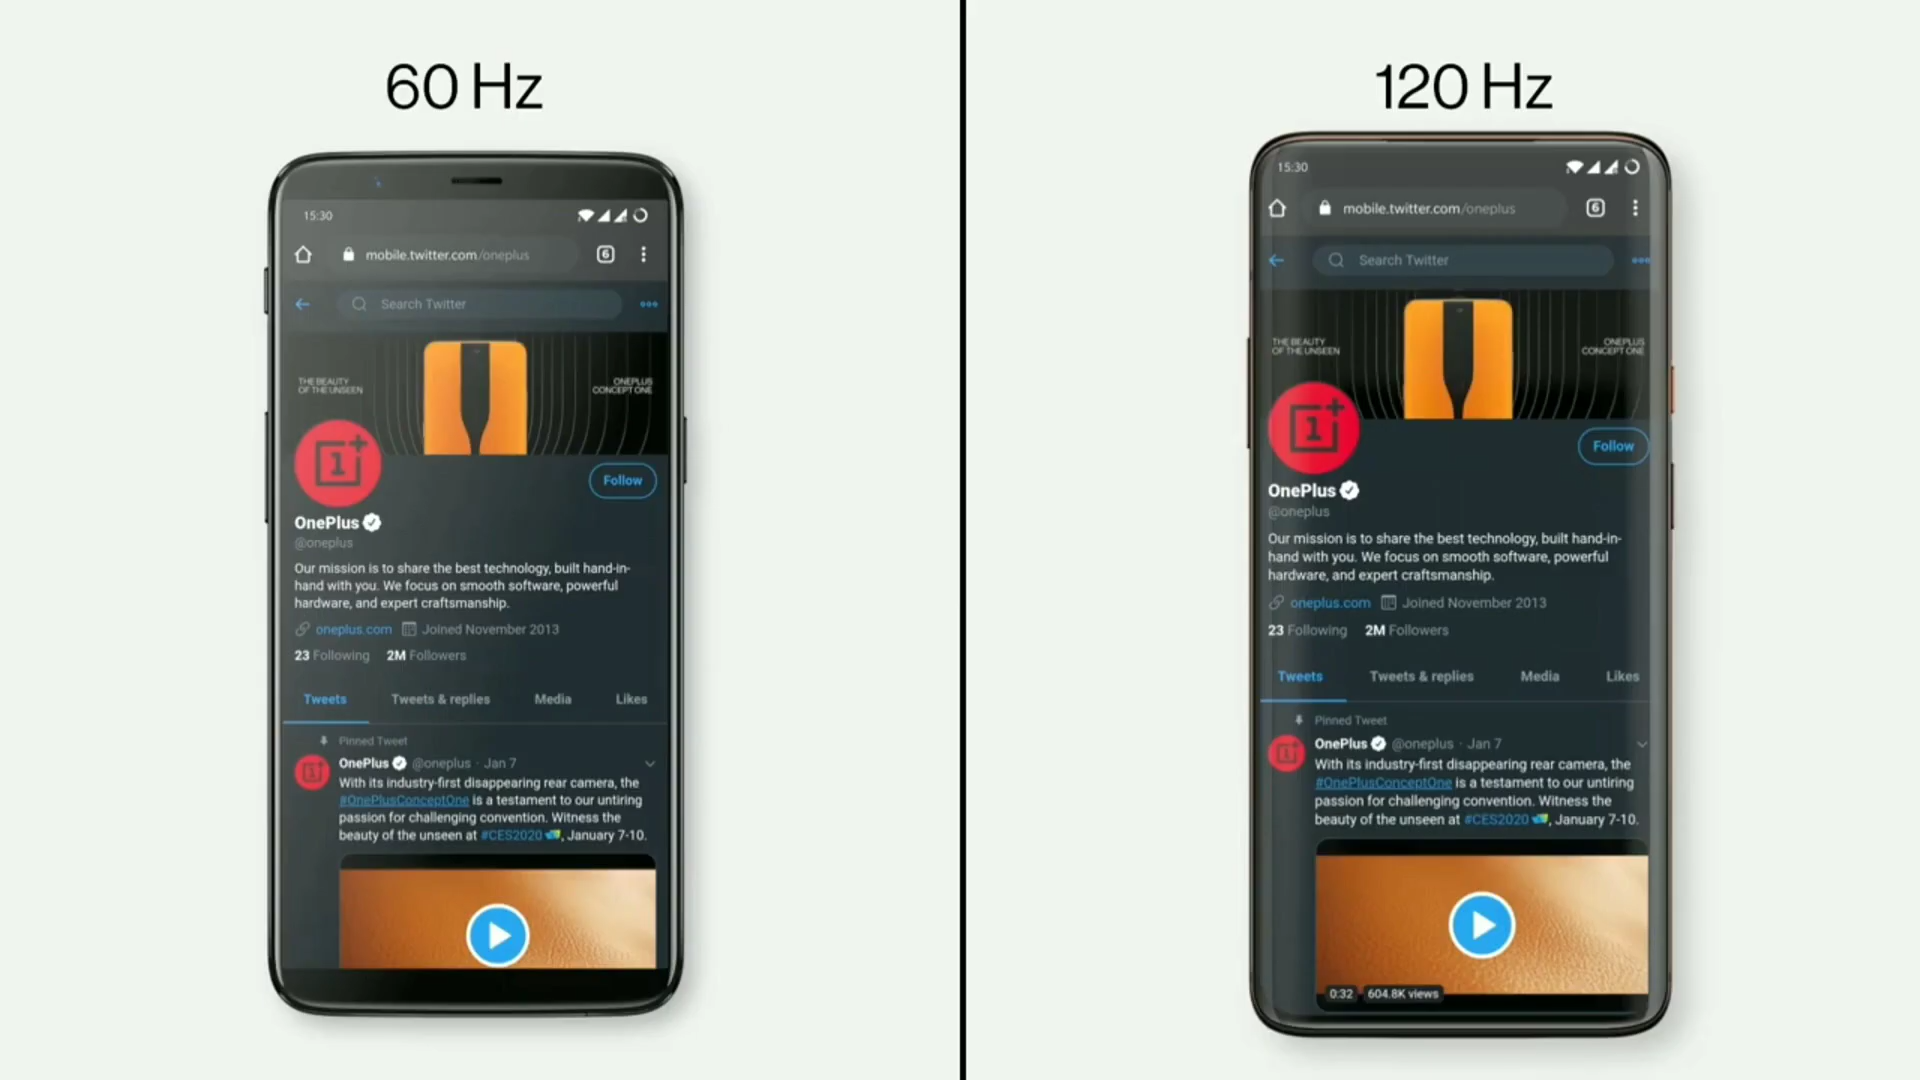 60 Hz
15:30
6
mobile.twitter.com/oneplus
Search Twitter
THE BEAUTY
OF THE UNSEEN
ONEPLUS
CONCEPT ONE
1+
Follow
OnePlus
@oneplus
Our mission is to share the best technology, built hand-in-
hand with you. We focus on smooth software, powerful
hardware, and expert craftsmanship.
oneplus.com Joined November 2013
23 Following 2M Followers
Tweets Tweets & replies Media Likes
Pinned Tweet
OnePlus @oneplus · Jan 7
With its industry-first disappearing rear camera, the
#OnePlusConceptOne is a testament to our untiring
passion for challenging convention. Witness the
beauty of the unseen at #CES2020, January 7-10.
120 Hz
15:30
mobile.twitter.com/oneplus
6
Search Twitter
THE BEAUTY
OF THE UNSEEN
ONEPLUS
CONCEPT ONE
1+
Follow
OnePlus
@oneplus
Our mission is to share the best technology, built hand-in-
hand with you. We focus on smooth software, powerful
hardware, and expert craftsmanship.
oneplus.com Joined November 2013
23 Following 2M Followers
Tweets Tweets & replies Media Likes
Pinned Tweet
OnePlus @oneplus · Jan 7
With its industry-first disappearing rear camera, the
#OnePlusConceptOne is a testament to our untiring
passion for challenging convention. Witness the
beauty of the unseen at #CES2020, January 7-10.
0:32 604.8K views